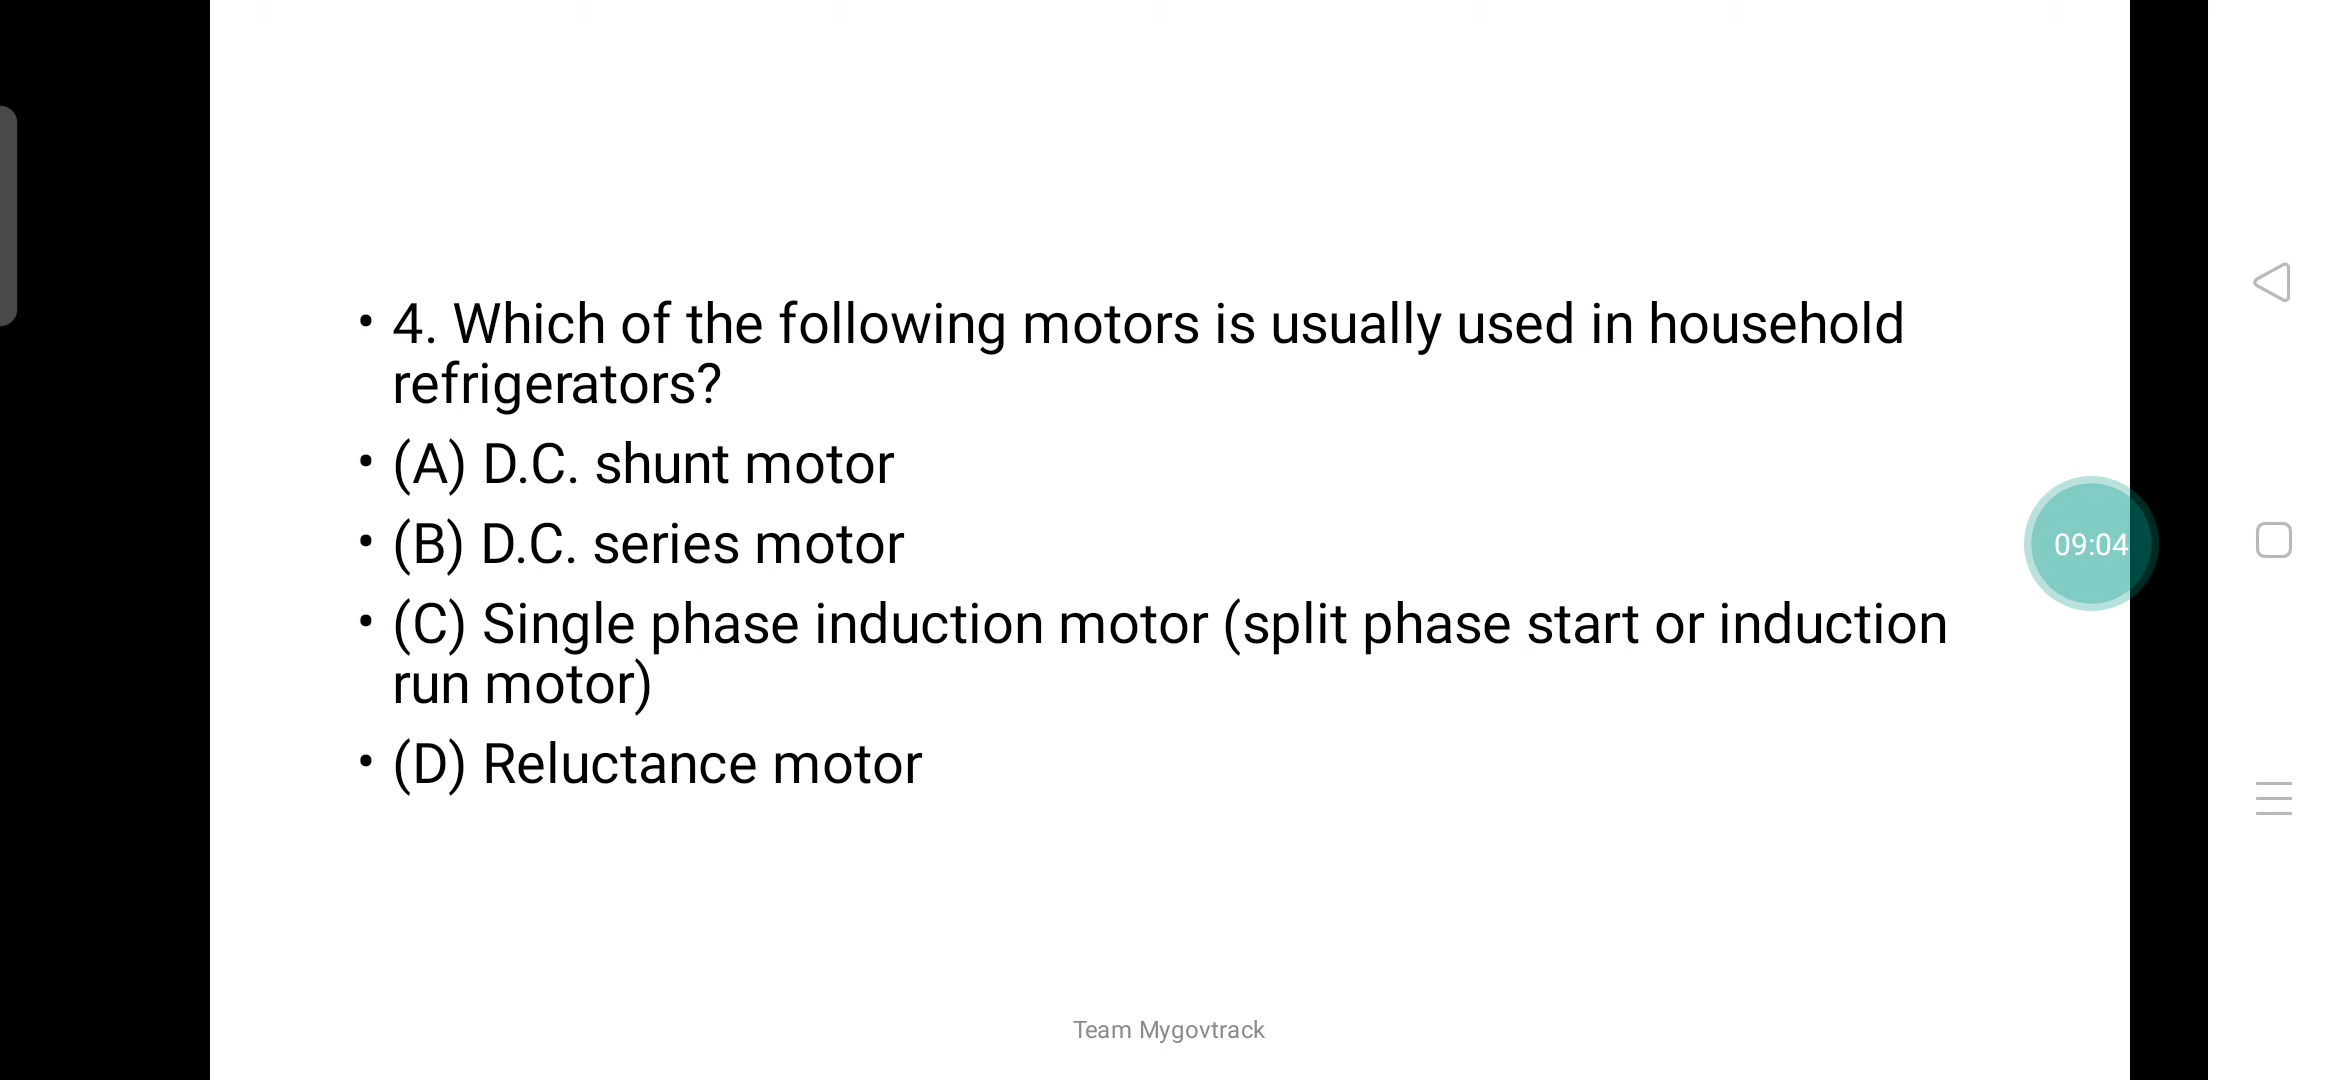 • 4. Which of the following motors is usually used in household
refrigerators?
• (A) D.C. shunt motor
• (B) D.C. series motor
• (C) Single phase induction motor (split phase start or induction
run motor)
• (D) Reluctance motor
09:04
Team Mygovtrack